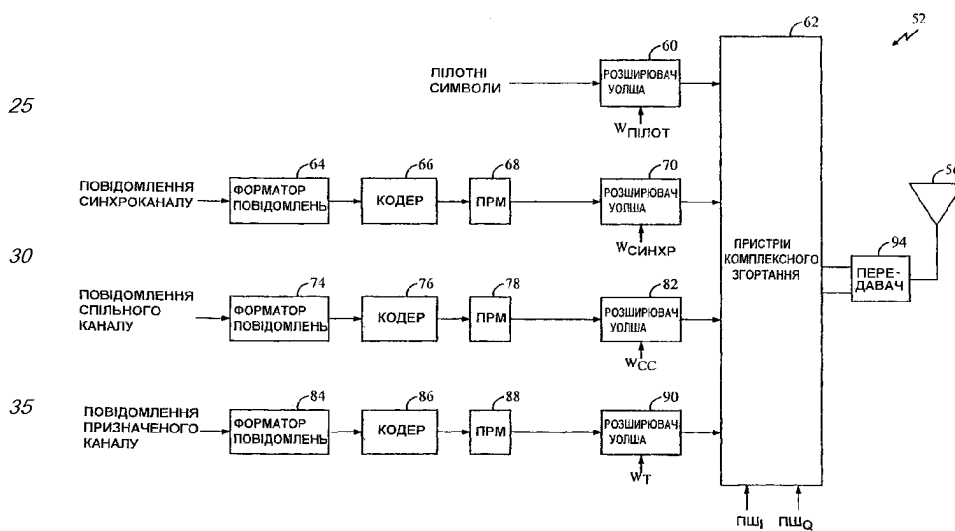 52
62
60
ПІЛОТНІ
СИМВОЛИ
РОЗШИРЮВАЧ
УОЛША
25
WПІЛОТ
64
66
68
70
56
ПОВІДОМЛЕННЯ
СИНХРОКАНАЛУ
ФОРМАТОР
ПОВІДОМЛЕНЬ
КОДЕР
ПРМ
РОЗШИРЮВАЧ
УОЛША
WСИНХР
30
ПРИСТРІЙ
КОМПЛЕКСНОГО
ЗГОРТАННЯ
94
ПЕРЕ-
ДАВАЧ
74
76
78
82
ПОВІДОМЛЕННЯ
СПІЛЬНОГО
КАНАЛУ
ФОРМАТОР
ПОВІДОМЛЕНЬ
КОДЕР
ПРМ
РОЗШИРЮВАЧ
УОЛША
WCC
35
84
86
88
90
ПОВІДОМЛЕННЯ
ПРИЗНАЧЕНОГО
КАНАЛУ
ФОРМАТОР
ПОВІДОМЛЕНЬ
КОДЕР
ПРМ
РОЗШИРЮВАЧ
УОЛША
WT
ПШI
ПШQ